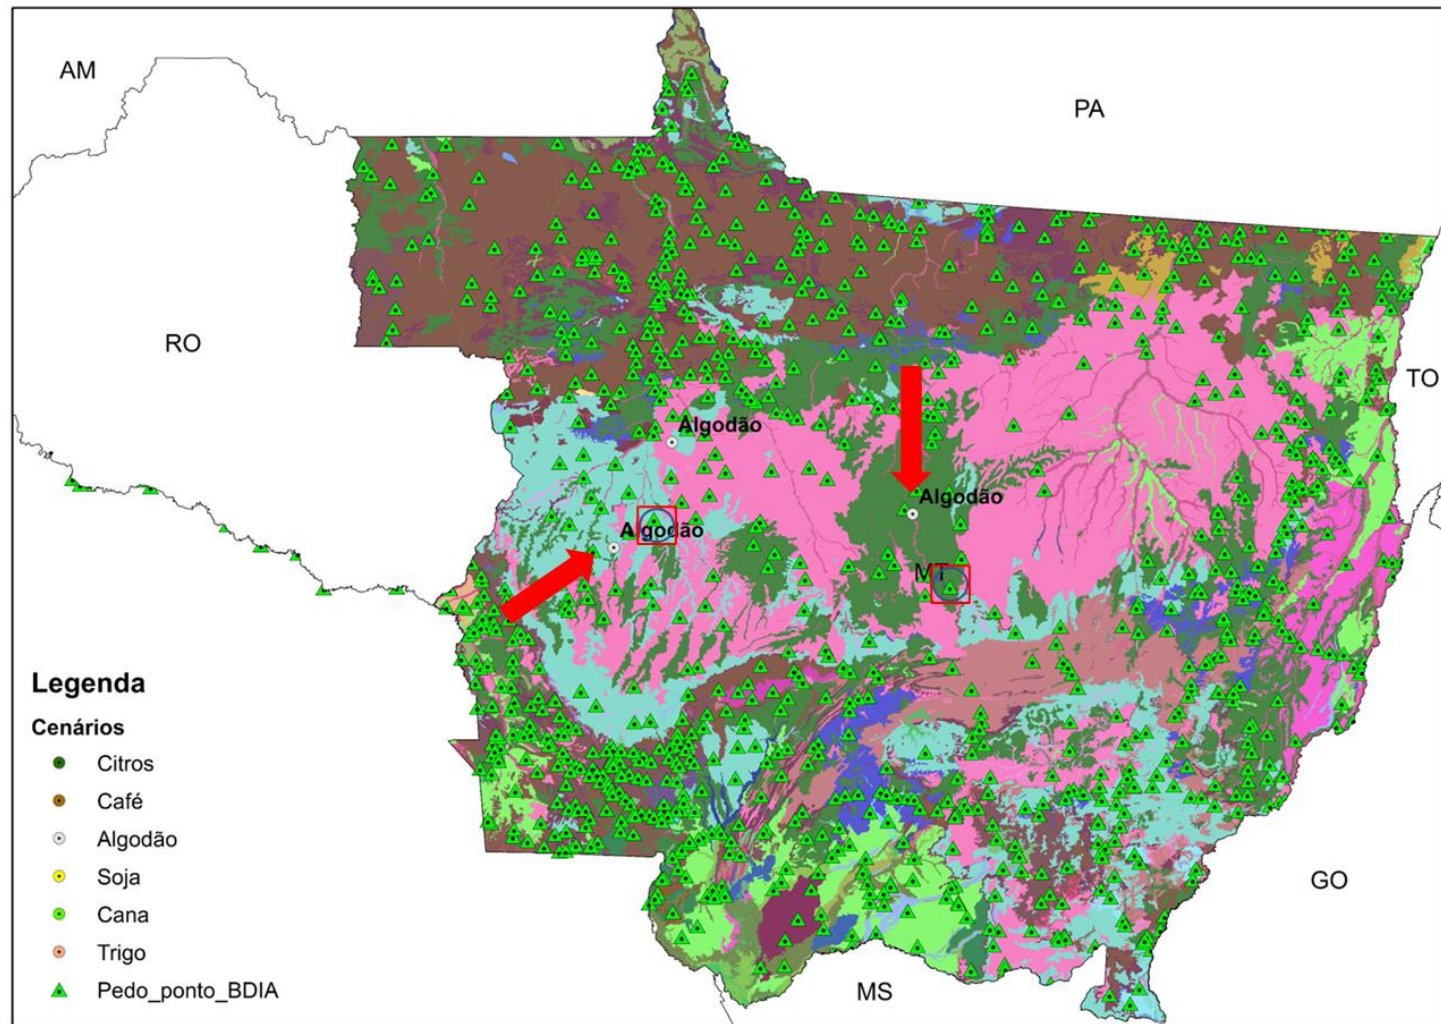 AM
PA
RO
TO
Algodão
Algodão
Algodão
MT
Legenda
Cenários
Citros
Café
Algodão
Soja
Cana
Trigo
Pedo_ponto_BDIA
GO
MS